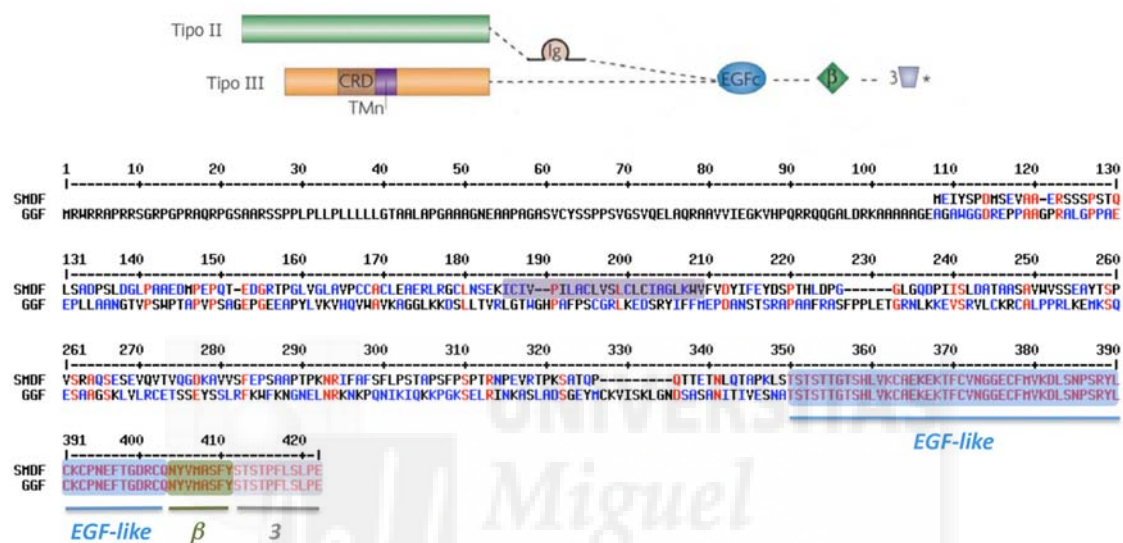 Tipo II
Ig
Tipo III
CRD
TMn
EGFc
β
3
*
1 10 20 30 40 50 60 70 80 90 100 110 120 130
SMDF MEIYSPDMSEVAA-ERSSSPSTQ
GGF MRWRRAPRRSGRPGPRAQRPGSAARSSPPLPLLPLLLLLGTAALAPGAAAGNEAAPAGASVCYSSPPSVGSVQELAQRAAVVIEGKVHPQRRQQGALDRKAAAAAGEAGAWGGDREPPAAGPRALGPPAE
131 140 150 160 170 180 190 200 210 220 230 240 250 260
SMDF LSADPSLDGLPAAEDMPEPQT-EDGRTPGLVGLAVPCCACLEAERLRGCLNSEKICIV--PILACLVSLCLCIAGLKWVFVDYIFEYDSPTHLDPG------GLGQDPIISLDATAASAVWVSSEAYTSP
GGF EPLLAANGTVPSWPTAPVPSAGEPGEEAPYLVKVHQVWAVKAGGLKKDSLLTVRLGTWGHPAFPSCGRLKEDSRYIFFMEPDANSTSRAPAAFRASFPPLETGRNLKKEVSRVLCKRCALPPRLKEMKSQ
261 270 280 290 300 310 320 330 340 350 360 370 380 390
SMDF VSRAQSESEVQVTVQGDKAVVSFEPSAAPTPKNRIFAFSFLPSTAPSFPSPTRNPEVRTPKSATQP---------QTTETNLQTAPKLSTSTSTTGTSHLVKCAEKEKTFCVNGGECFMVKDLSNPSRYL
GGF ESAAGSKLVLRCETSSEYSSLRFKWFKNGNELNRKNKPQNIKIQKKPGKSELRINKASLADSGEYMCKVISKLGNDSASANITIVESNATSTSTTGTSHLVKCAEKEKTFCVNGGECFMVKDLSNPSRYL
EGF-like
391 400 410 420
SMDF CKCPNEFTGDRCQNYVMASFYSTSTPFLSLPE
GGF CKCPNEFTGDRCQNYVMASFYSTSTPFLSLPE
EGF-like β 3
UNIVERSITAS
Miguel